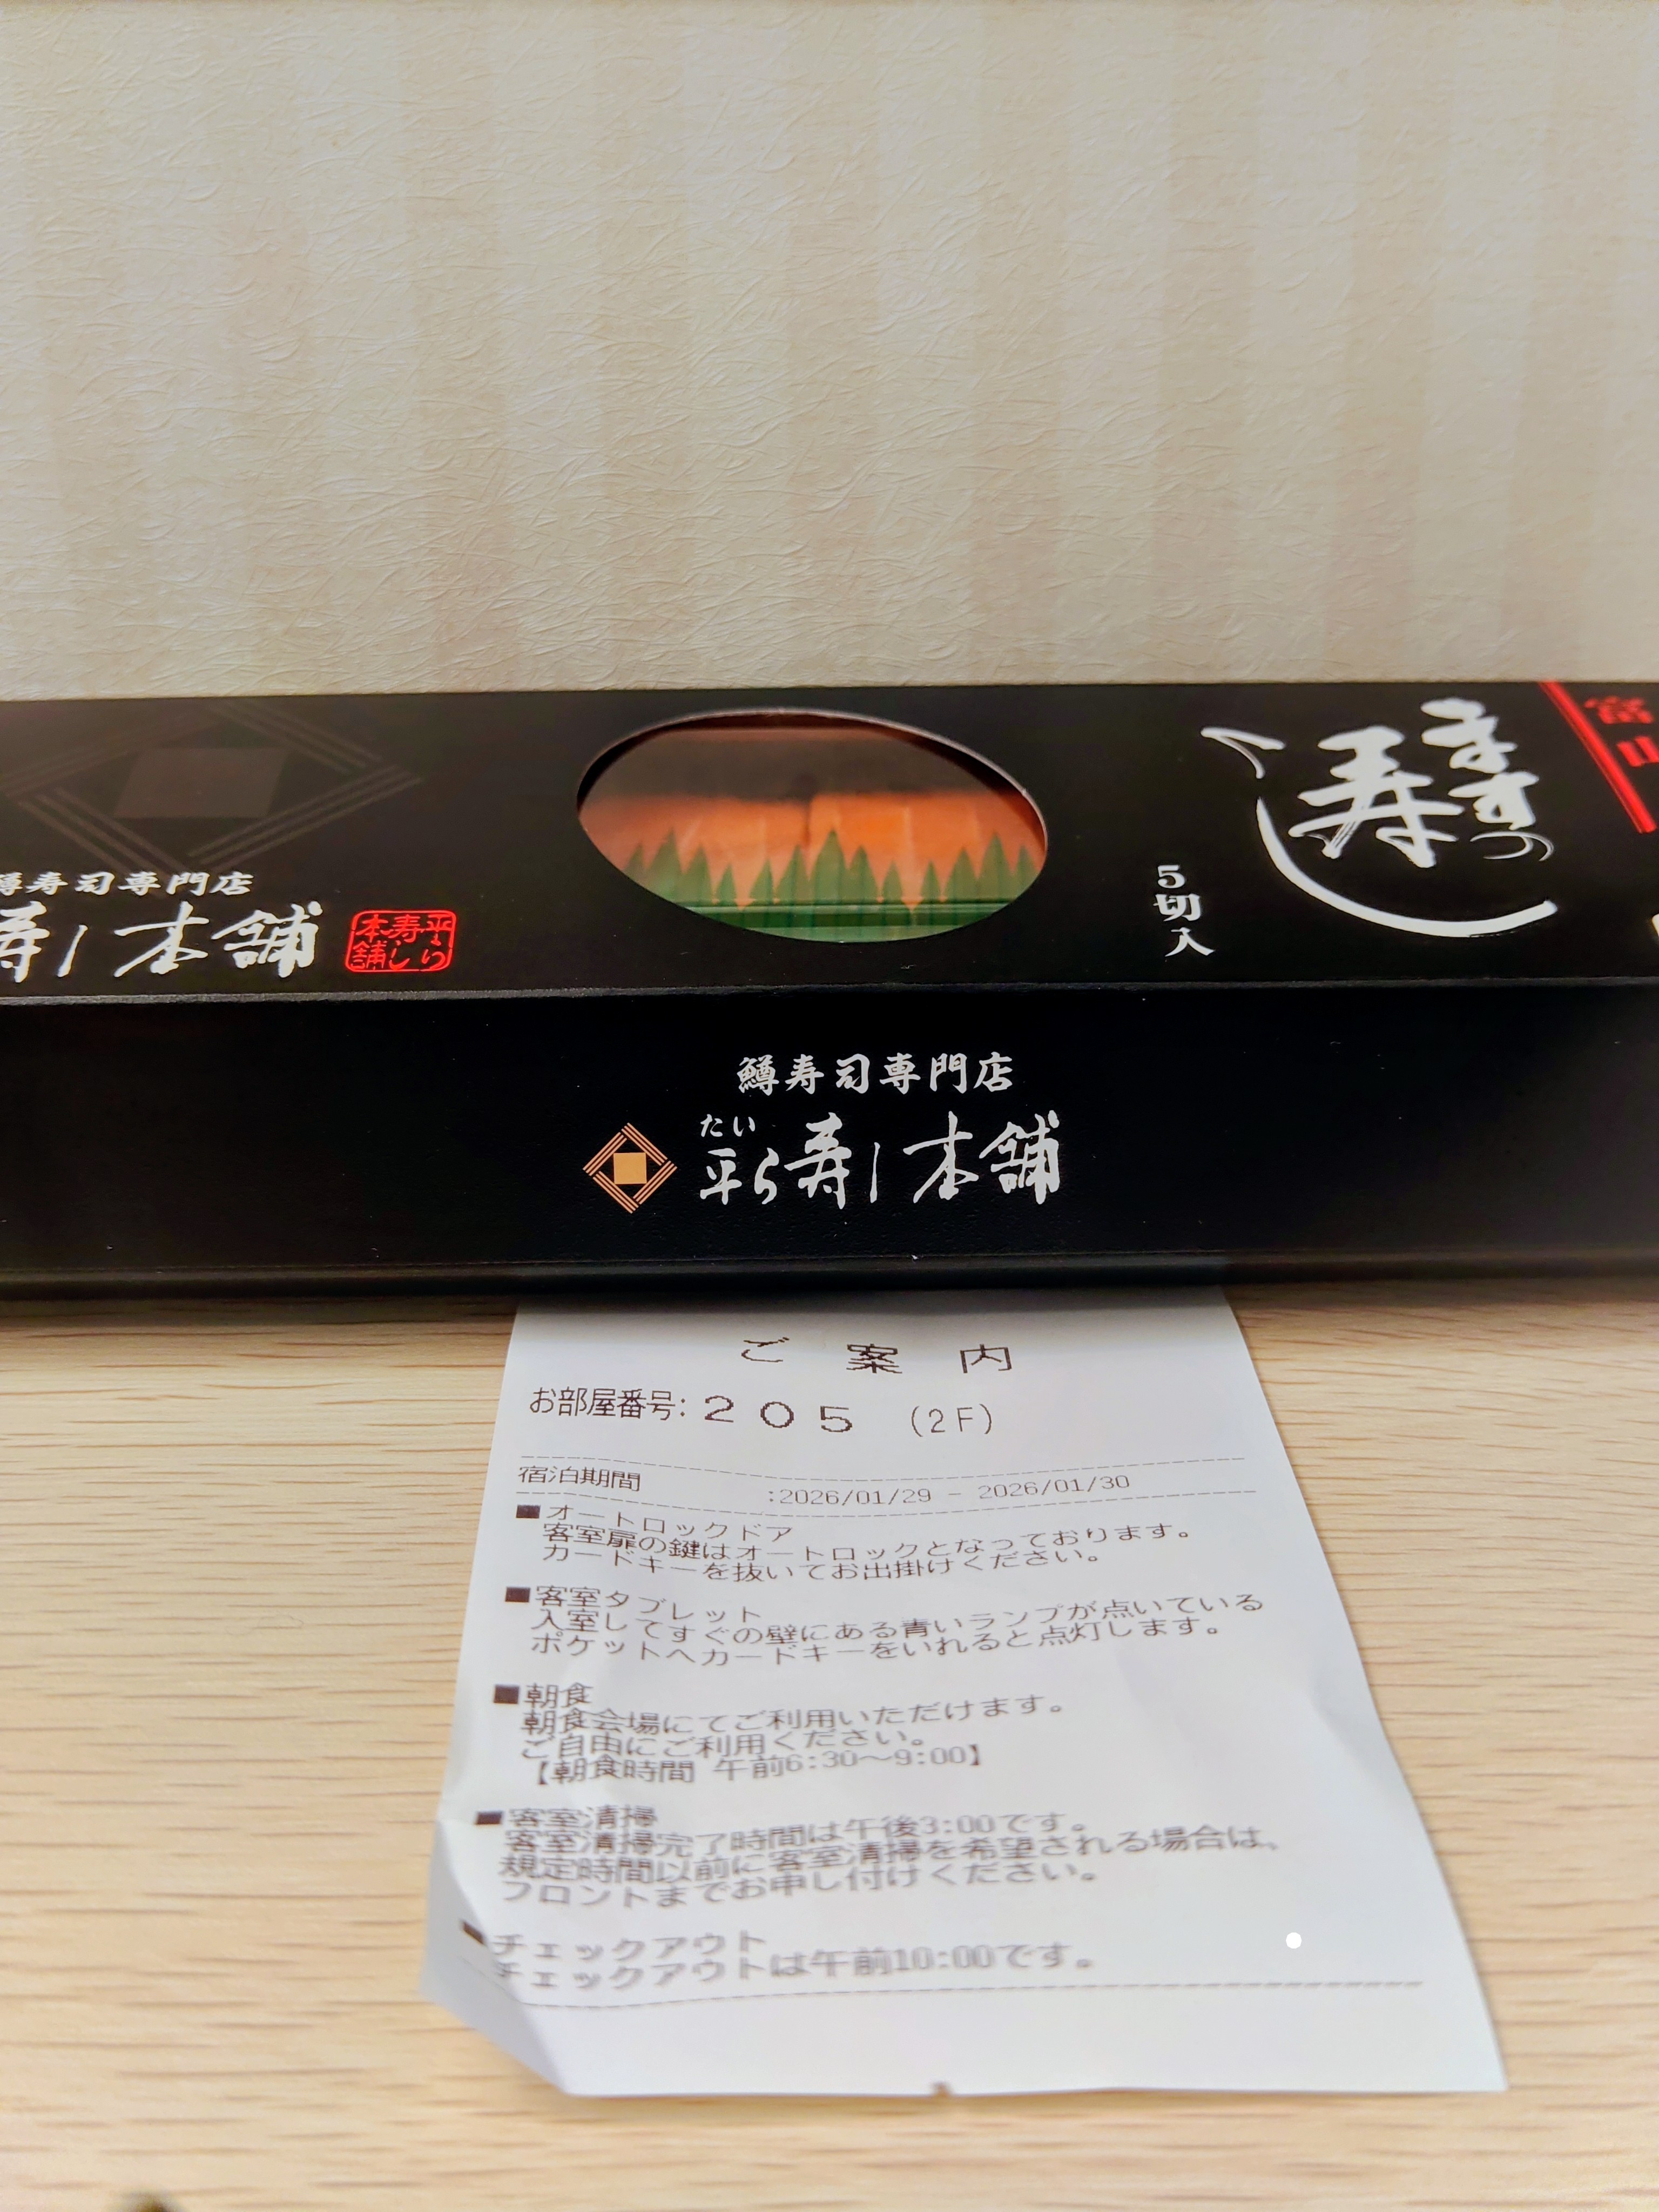 富山
ますの
寿し
5切入
鱒寿司専門店
寿し本舗
平ら
寿し
本舗
鱒寿司専門店
たい
平ら寿し本舗
ご 案 内
お部屋番号:205 (2F)
宿泊期間 :2026/01/29 - 2026/01/30
■オートロックドア
客室扉の鍵はオートロックとなっております。
カードキーを抜いてお出掛けください。
■客室タブレット
入室してすぐの壁にある青いランプが点いている
ポケットへカードキーをいれると点灯します。
■朝食
朝食会場にてご利用いただけます。
ご自由にご利用ください。
【朝食時間 午前6:30～9:00】
■客室清掃
客室清掃完了時間は午後3:00です。
規定時間以前に客室清掃を希望される場合は、
フロントまでお申し付けください。
■チェックアウト
チェックアウトは午前10:00です。